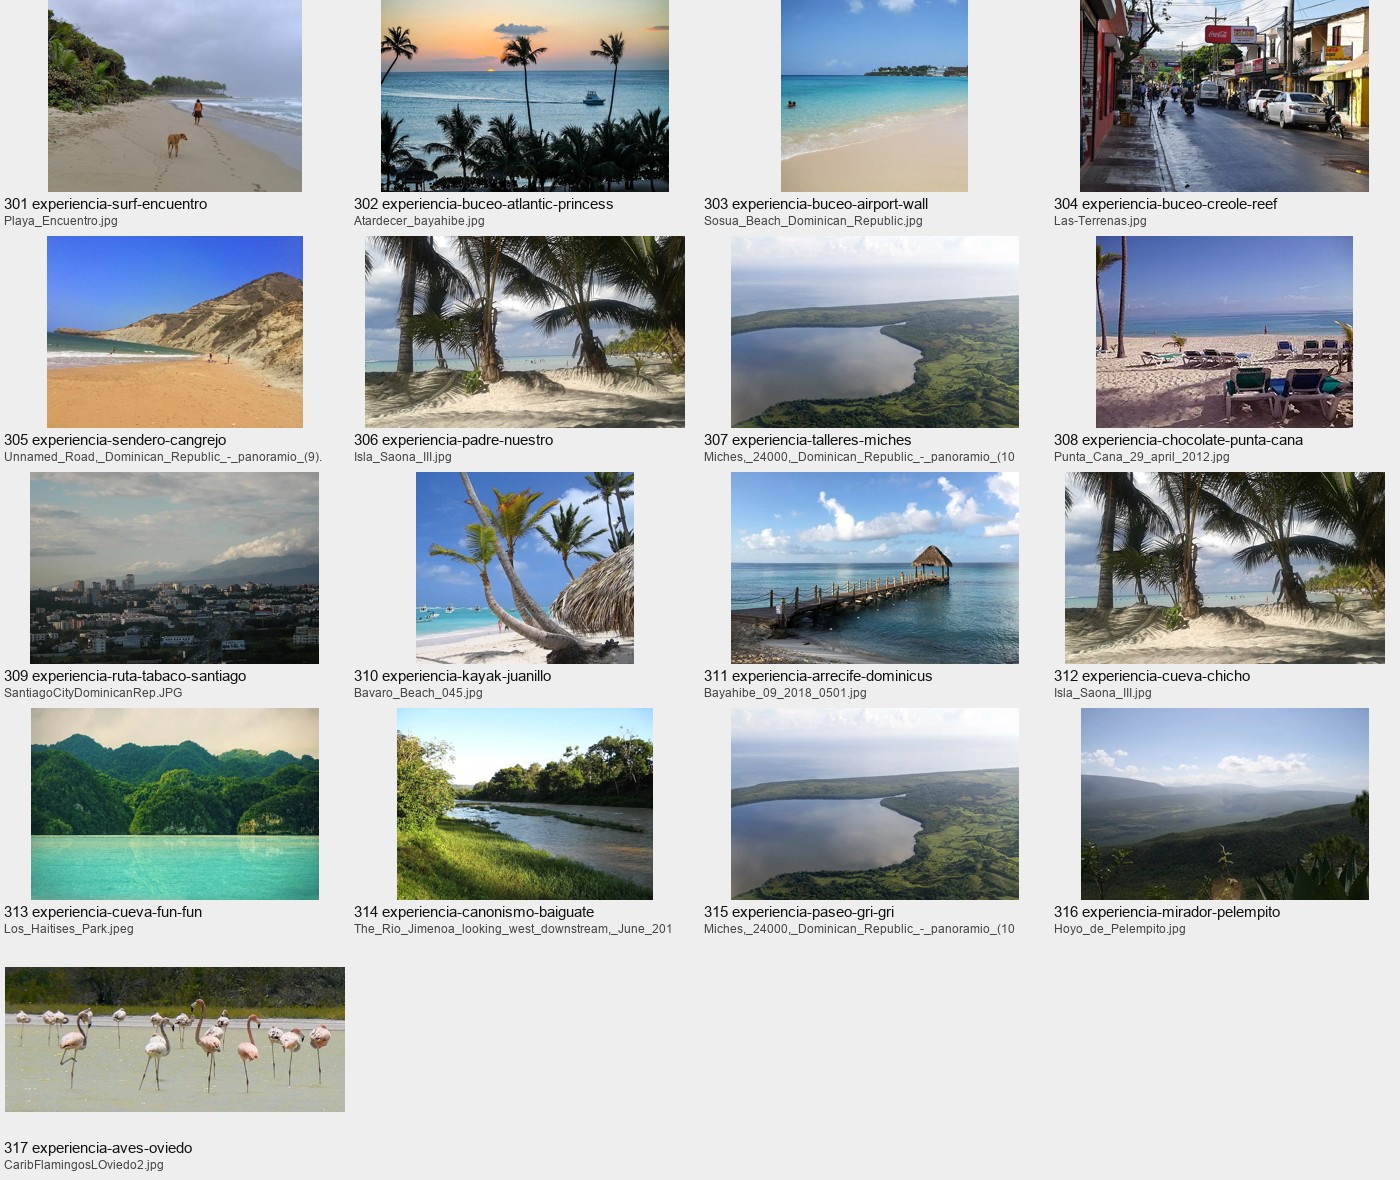 Coca-Cola
301 experiencia-surf-encuentro
Playa_Encuentro.jpg
302 experiencia-buceo-atlantic-princess
Atardecer_bayahibe.jpg
303 experiencia-buceo-airport-wall
Sosua_Beach_Dominican_Republic.jpg
304 experiencia-buceo-creole-reef
Las-Terrenas.jpg
305 experiencia-sendero-cangrejo
Unnamed_Road,_Dominican_Republic_-_panoramio_(9).
306 experiencia-padre-nuestro
Isla_Saona_III.jpg
307 experiencia-talleres-miches
Miches,_24000,_Dominican_Republic_-_panoramio_(10
308 experiencia-chocolate-punta-cana
Punta_Cana_29_april_2012.jpg
309 experiencia-ruta-tabaco-santiago
SantiagoCityDominicanRep.JPG
310 experiencia-kayak-juanillo
Bavaro_Beach_045.jpg
311 experiencia-arrecife-dominicus
Bayahibe_09_2018_0501.jpg
312 experiencia-cueva-chicho
Isla_Saona_III.jpg
313 experiencia-cueva-fun-fun
Los_Haitises_Park.jpeg
314 experiencia-canonismo-baiguate
The_Rio_Jimenoa_looking_west_downstream,_June_201
315 experiencia-paseo-gri-gri
Miches,_24000,_Dominican_Republic_-_panoramio_(10
316 experiencia-mirador-pelempito
Hoyo_de_Pelempito.jpg
317 experiencia-aves-oviedo
CaribFlamingosLOviedo2.jpg